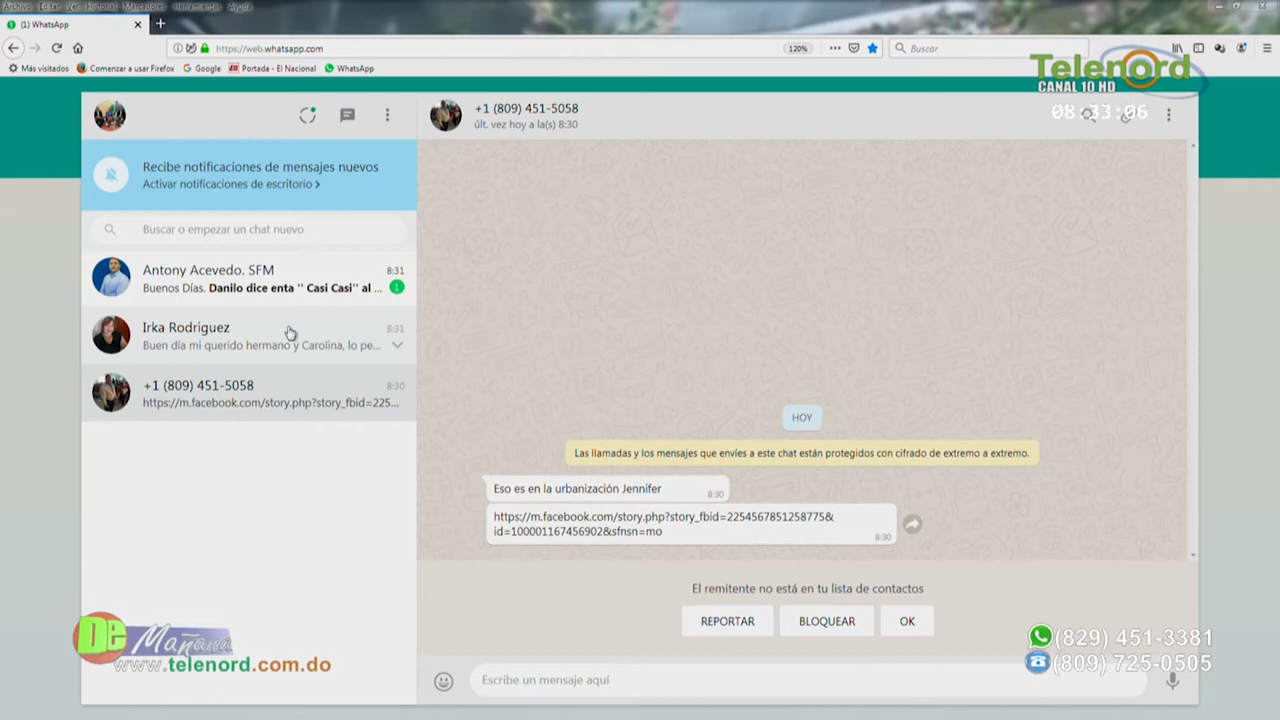 Archivo Editar Ver Historial Marcadores Herramientas Ayuda
(1) WhatsApp
https://web.whatsapp.com
120%
Buscar
Más visitados Comenzar a usar Firefox Google Portada - El Nacional WhatsApp
Telenord
CANAL 10 HD
08:33:06
+1 (809) 451-5058
últ. vez hoy a la(s) 8:30
Recibe notificaciones de mensajes nuevos
Activar notificaciones de escritorio >
Buscar o empezar un chat nuevo
Antony Acevedo. SFM 8:31
Buenos Días. Danilo dice enta '' Casi Casi'' al ... 1
Irka Rodriguez 8:31
Buen día mi querido hermano y Carolina, lo pe...
+1 (809) 451-5058 8:30
https://m.facebook.com/story.php?story_fbid=225...
HOY
Las llamadas y los mensajes que envíes a este chat están protegidos con cifrado de extremo a extremo.
Eso es en la urbanización Jennifer 8:30
https://m.facebook.com/story.php?story_fbid=2254567851258775&
id=100001167456902&sfnsn=mo 8:30
El remitente no está en tu lista de contactos
REPORTAR BLOQUEAR OK
Escribe un mensaje aquí
De Mañana
www.telenord.com.do
(829) 451-3381
(809) 725-0505